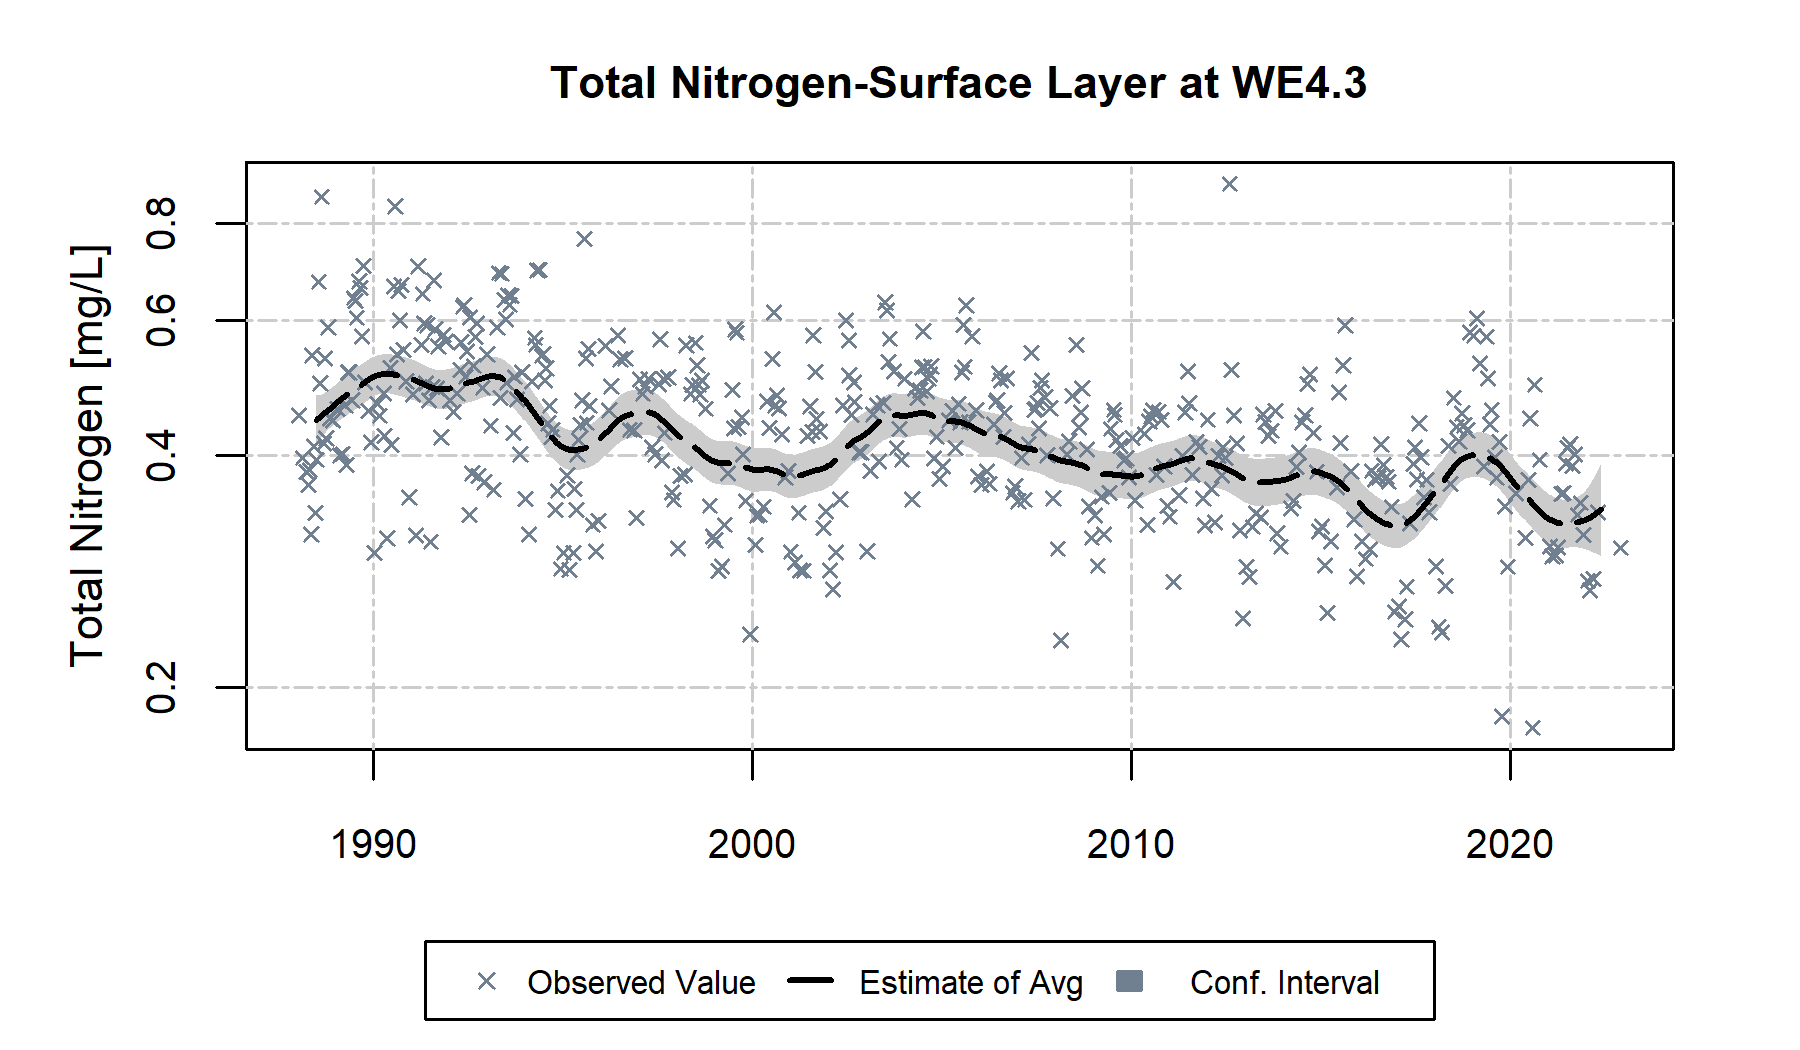 Total Nitrogen-Surface Layer at WE4.3
Total Nitrogen [mg/L]
0.8
0.6
0.4
0.2
1990 2000 2010 2020
Observed Value Estimate of Avg Conf. Interval